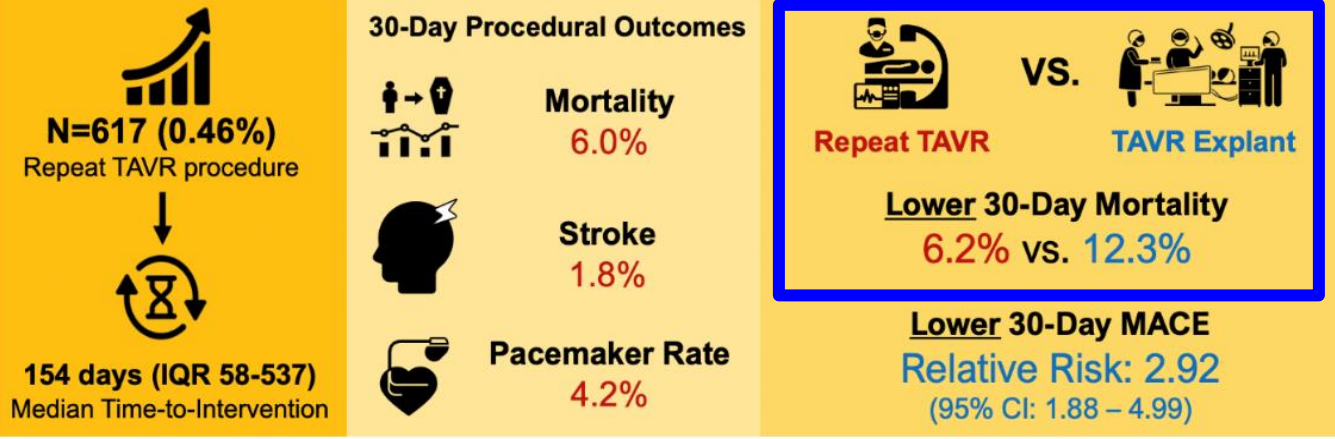 N=617 (0.46%)
Repeat TAVR procedure
154 days (IQR 58-537)
Median Time-to-Intervention
30-Day Procedural Outcomes
Mortality
6.0%
Stroke
1.8%
Pacemaker Rate
4.2%
VS.
Repeat TAVR
TAVR Explant
Lower 30-Day Mortality
6.2% vs. 12.3%
Lower 30-Day MACE
Relative Risk: 2.92
(95% CI: 1.88 – 4.99)